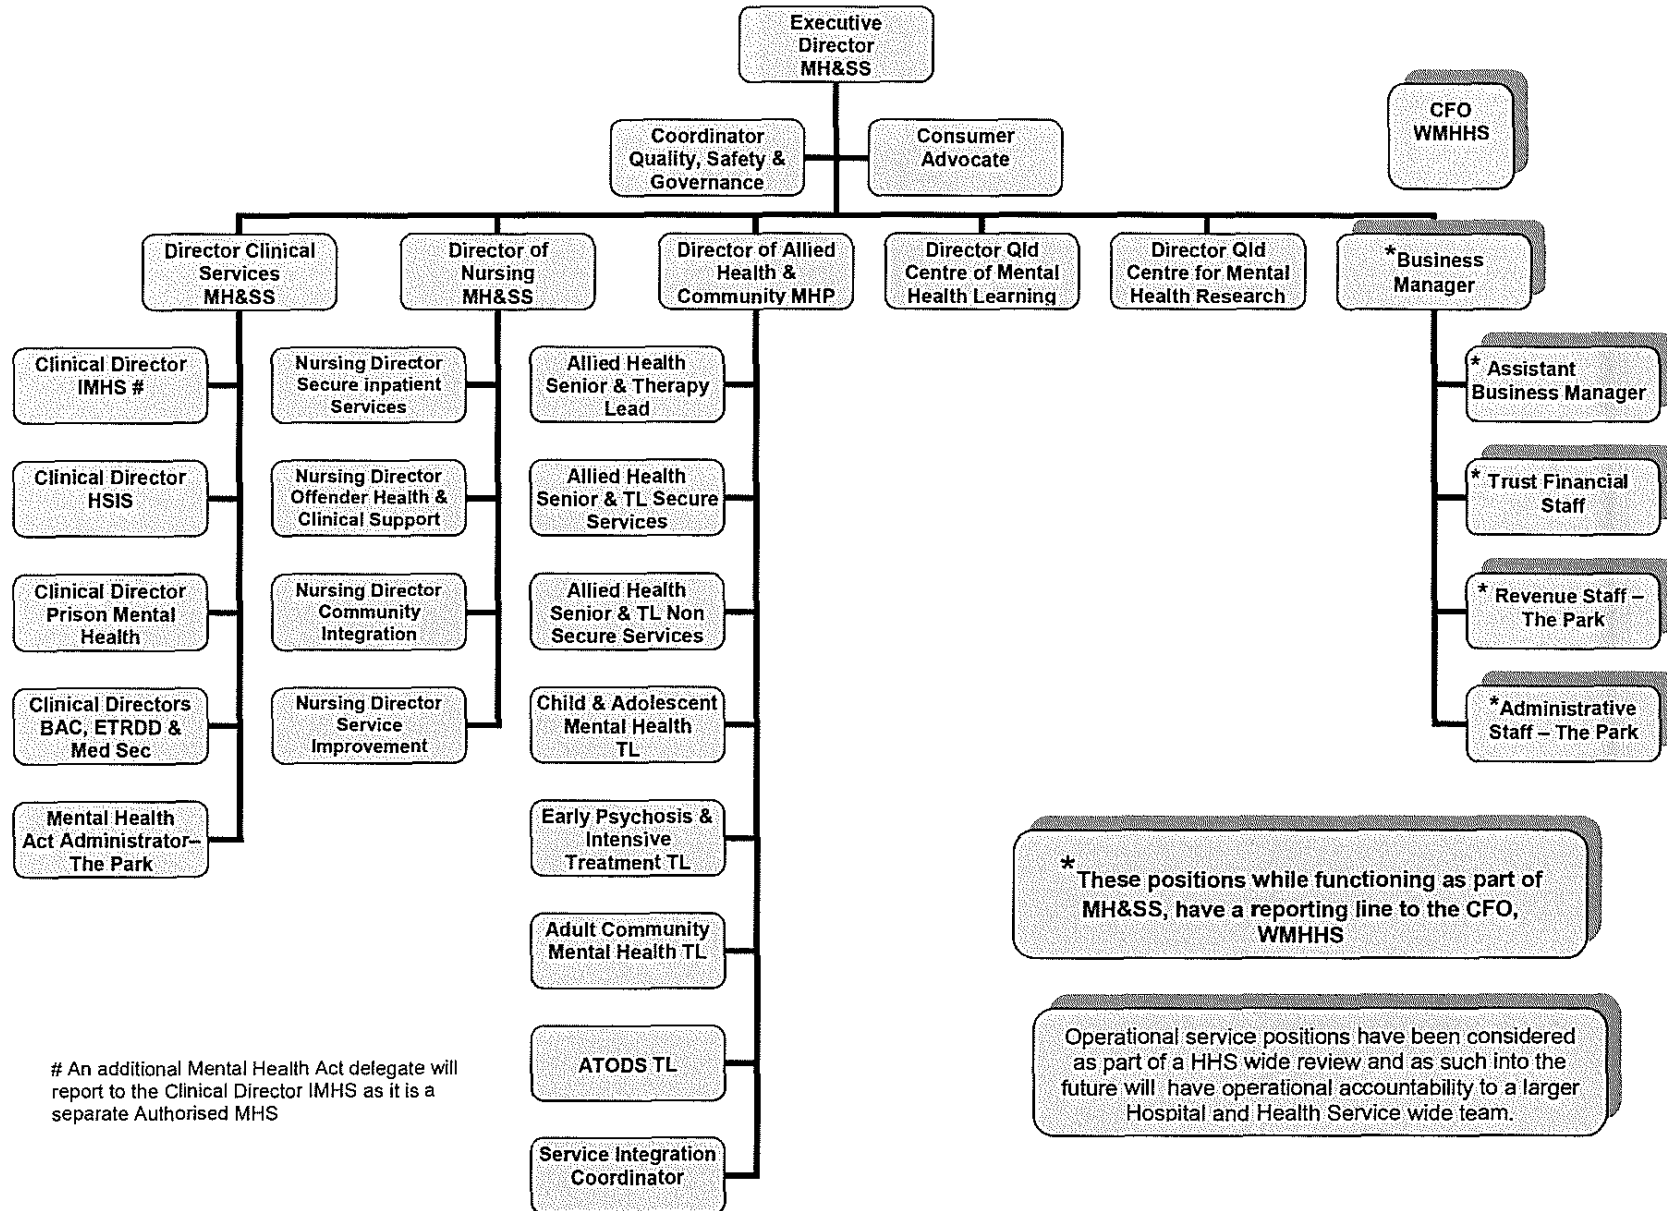 Executive
Director
MH&SS
CFO
WMHHS
Coordinator
Quality, Safety &
Governance
Consumer
Advocate
Director Clinical
Services
MH&SS
Director of
Nursing
MH&SS
Director of Allied
Health &
Community MHP
Director Qld
Centre of Mental
Health Learning
Director Qld
Centre for Mental
Health Research
*Business
Manager
Clinical Director
IMHS #
Clinical Director
HSIS
Clinical Director
Prison Mental
Health
Clinical Directors
BAC, ETRDD &
Med Sec
Mental Health
Act Administrator–
The Park
Nursing Director
Secure inpatient
Services
Nursing Director
Offender Health &
Clinical Support
Nursing Director
Community
Integration
Nursing Director
Service
Improvement
Allied Health
Senior & Therapy
Lead
Allied Health
Senior & TL Secure
Services
Allied Health
Senior & TL Non
Secure Services
Child & Adolescent
Mental Health
TL
Early Psychosis &
Intensive
Treatment TL
Adult Community
Mental Health TL
ATODS TL
Service Integration
Coordinator
* Assistant
Business Manager
* Trust Financial
Staff
* Revenue Staff –
The Park
*Administrative
Staff – The Park
*These positions while functioning as part of
MH&SS, have a reporting line to the CFO,
WMHHS
Operational service positions have been considered
as part of a HHS wide review and as such into the
future will have operational accountability to a larger
Hospital and Health Service wide team.
# An additional Mental Health Act delegate will
report to the Clinical Director IMHS as it is a
separate Authorised MHS